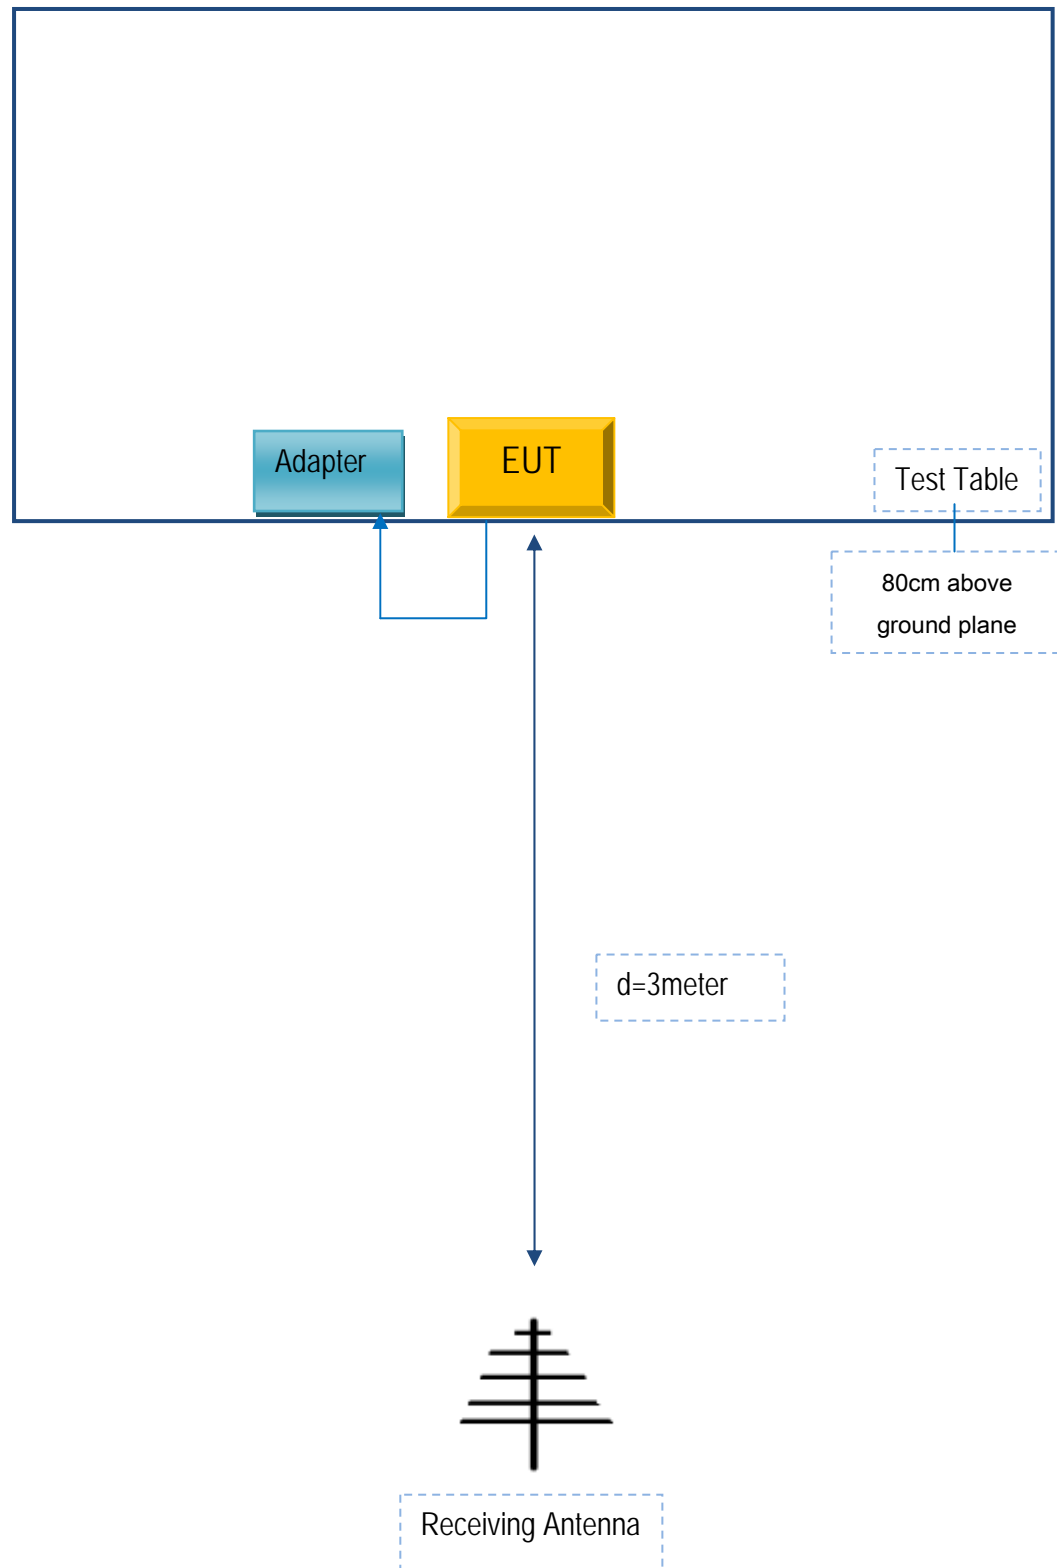 Adapter
EUT
Test Table
80cm above
ground plane
d=3meter
Receiving Antenna